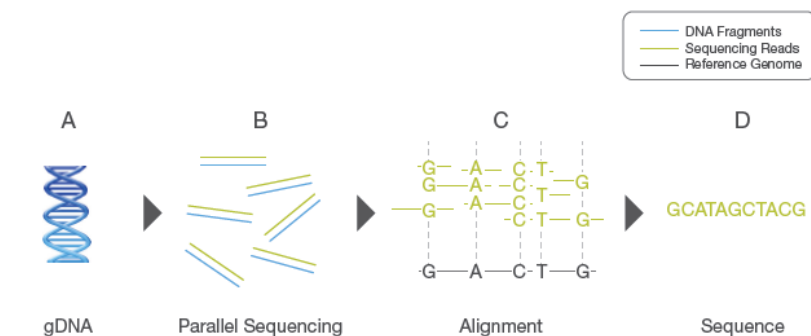 DNA Fragments
Sequencing Reads
Reference Genome
A B C D
G A C T
G A C T G
G A C T G
C T G
GCATAGCTACG
G A C T G
gDNA Parallel Sequencing Alignment Sequence